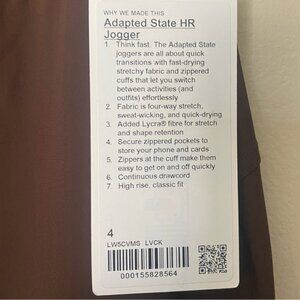 WHY WE MADE THIS
Adapted State HR
Jogger
1. Think fast. The Adapted State
joggers are all about quick
transitions with fast-drying
stretchy fabric and zippered
cuffs that let you switch
between activities (and
outfits) effortlessly
2. Fabric is four-way stretch,
sweat-wicking, and quick-drying
3. Added Lycra® fibre for stretch
and shape retention
4. Secure zippered pockets to
store your phone and cards
5. Zippers at the cuff make them
easy to get on and off quickly
6. Continuous drawcord
7. High rise, classic fit
4
LW5CVMS LVCK
000155828564